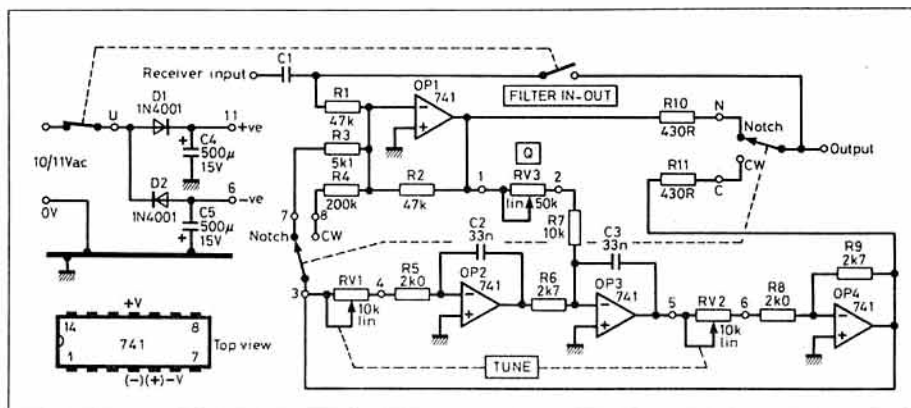 C1
Receiver input
FILTER IN-OUT
D1
1N4001
U
11
+ve
C4
500µ
15V
10/11Vac
D2
1N4001
6
-ve
C5
500µ
15V
0V
R1
47k
R3
5k1
R4
200k
R2
47k
OP1
741
7
8
Notch
CW
Q
1
RV3
2
lin
50k
R7
10k
R10
430R
N
Notch
CW
Output
R11
430R
C
3
RV1
10k
lin
4
R5
2k0
C2
33n
OP2
741
R6
2k7
C3
33n
OP3
741
5
RV2
10k
lin
6
R8
2k0
R9
2k7
OP4
741
TUNE
+V
14
8
741
Top view
1
7
(-)(+)-V